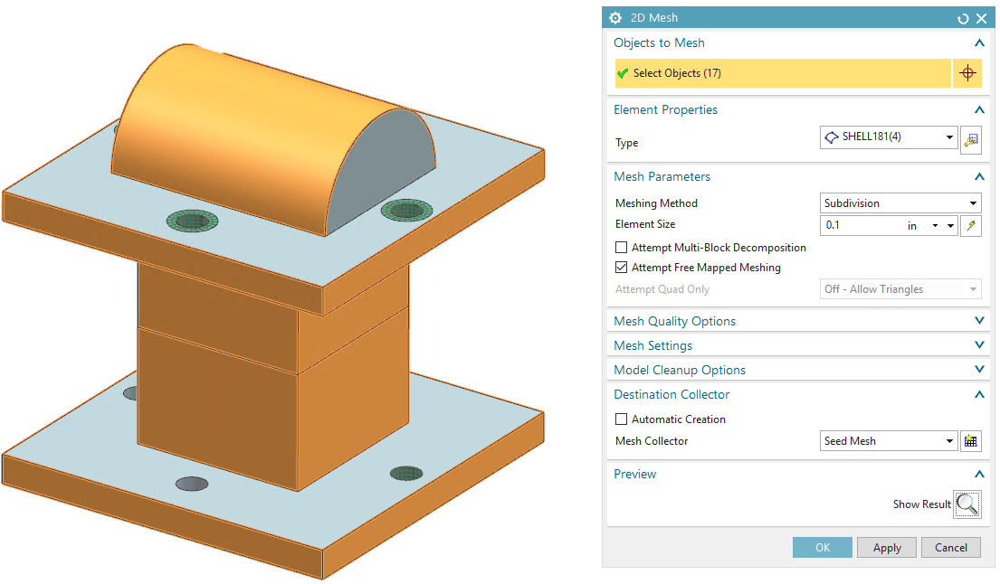 2D Mesh
Objects to Mesh
Select Objects (17)
Element Properties
Type SHELL181(4)
Mesh Parameters
Meshing Method Subdivision
Element Size 0.1 in
Attempt Multi-Block Decomposition
Attempt Free Mapped Meshing
Attempt Quad Only Off - Allow Triangles
Mesh Quality Options
Mesh Settings
Model Cleanup Options
Destination Collector
Automatic Creation
Mesh Collector Seed Mesh
Preview
Show Result
OK Apply Cancel